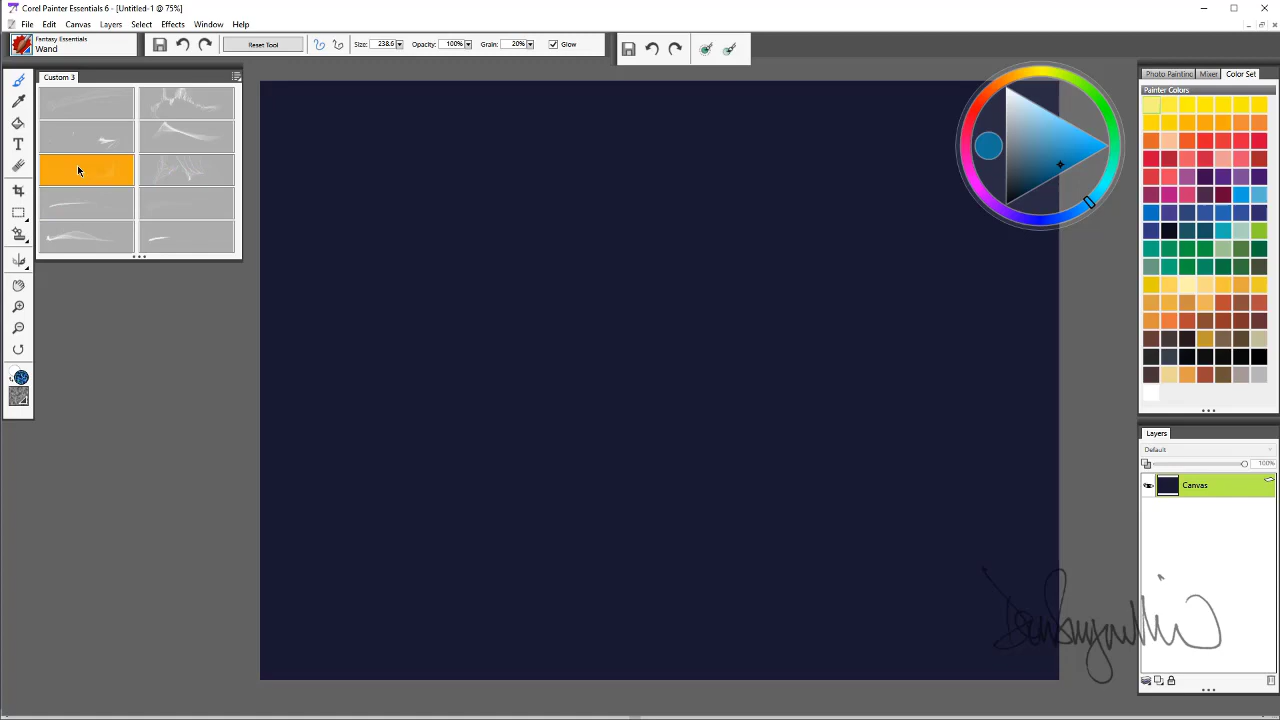 Corel Painter Essentials 6 - [Untitled-1 @ 75%]
File Edit Canvas Layers Select Effects Window Help
Fantasy Essentials
Wand
Reset Tool
Size: 238.6
Opacity: 100%
Grain: 20%
Glow
Custom 3
Photo Painting
Mixer
Color Set
Painter Colors
Layers
Default
100%
Canvas